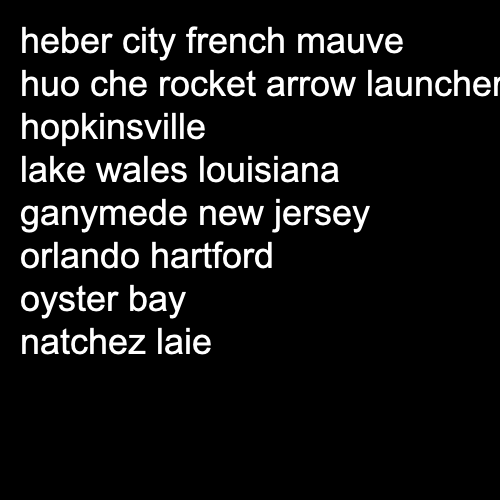 heber city french mauve
huo che rocket arrow launcher
hopkinsville
lake wales louisiana
ganymede new jersey
orlando hartford
oyster bay
natchez laie